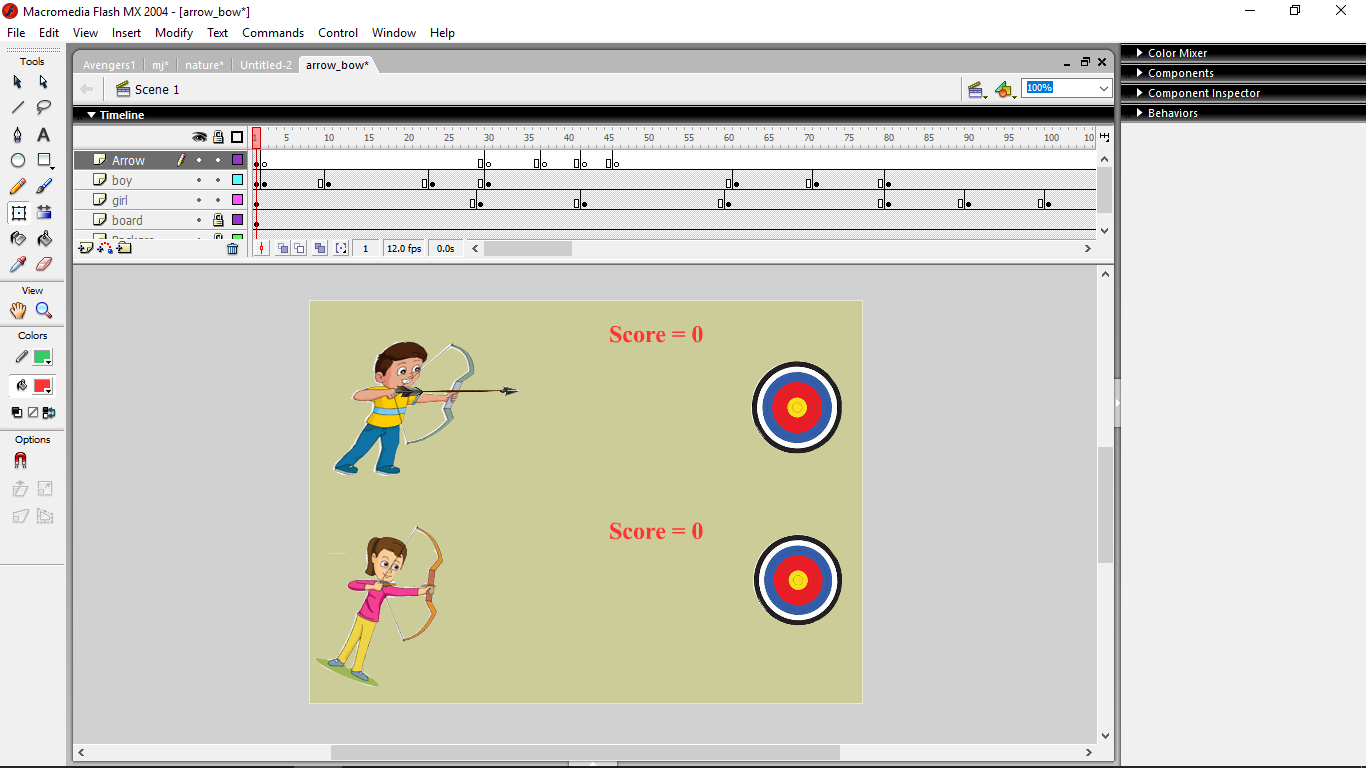 Macromedia Flash MX 2004 - [arrow_bow*]
File Edit View Insert Modify Text Commands Control Window Help
Tools
Avengers1 mj* nature* Untitled-2 arrow_bow*
Scene 1
100%
Timeline
1 5 10 15 20 25 30 35 40 45 50 55 60 65 70 75 80 85 90 95 100 10
Arrow
boy
girl
board
1 12.0 fps 0.0s
View
Colors
Options
Color Mixer
Components
Component Inspector
Behaviors
Score = 0
Score = 0